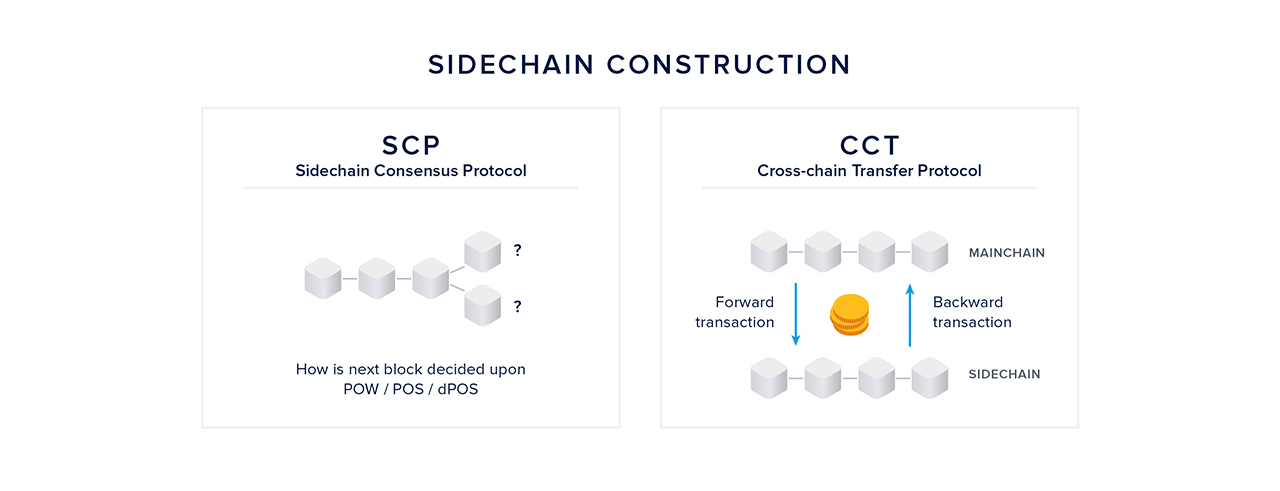 SIDECHAIN CONSTRUCTION
SCP
Sidechain Consensus Protocol
?
?
How is next block decided upon
POW / POS / dPOS
CCT
Cross-chain Transfer Protocol
MAINCHAIN
Forward
transaction
Backward
transaction
SIDECHAIN